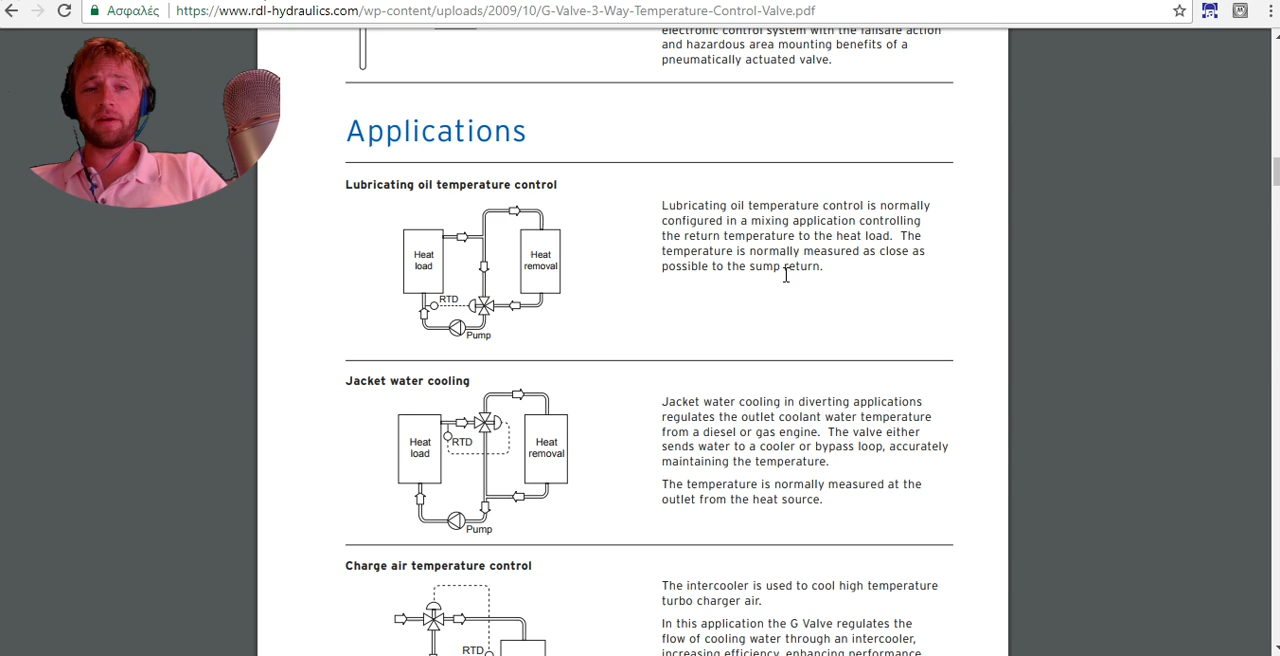 Ασφαλές
https://www.rdl-hydraulics.com/wp-content/uploads/2009/10/G-Valve-3-Way-Temperature-Control-Valve.pdf
electronic control system with the failsafe action
and hazardous area mounting benefits of a
pneumatically actuated valve.
Applications
Lubricating oil temperature control
Heat
load
Heat
removal
RTD
Pump
Lubricating oil temperature control is normally
configured in a mixing application controlling
the return temperature to the heat load. The
temperature is normally measured as close as
possible to the sump return.
Jacket water cooling
Heat
load
RTD
Heat
removal
Pump
Jacket water cooling in diverting applications
regulates the outlet coolant water temperature
from a diesel or gas engine. The valve either
sends water to a cooler or bypass loop, accurately
maintaining the temperature.
The temperature is normally measured at the
outlet from the heat source.
Charge air temperature control
RTD
The intercooler is used to cool high temperature
turbo charger air.
In this application the G Valve regulates the
flow of cooling water through an intercooler,
increasing efficiency, enhancing performance